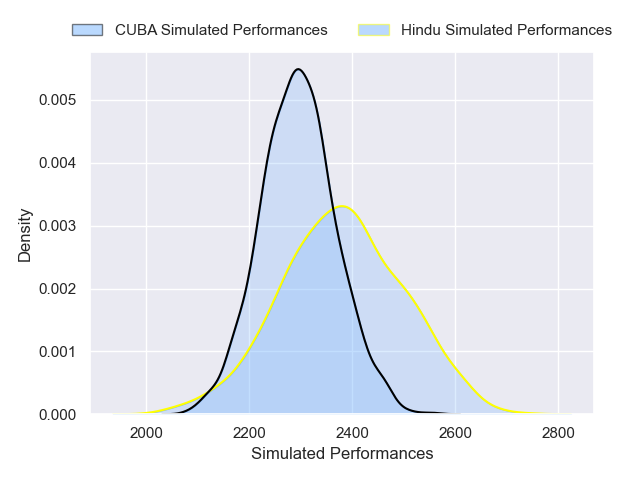 CUBA Simulated Performances Hindu Simulated Performances
0.005
0.004
0.003
0.002
0.001
0.000
Density
2000 2200 2400 2600 2800
Simulated Performances